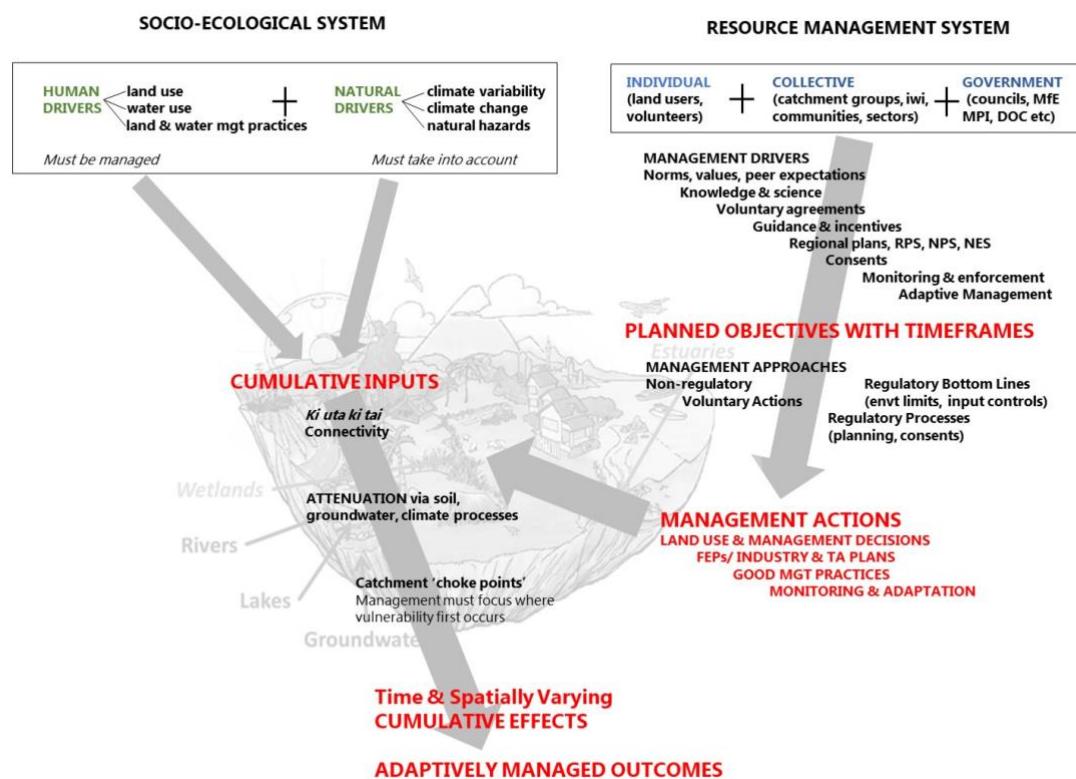 SOCIO-ECOLOGICAL SYSTEM
HUMAN DRIVERS
land use
water use
land & water mgt practices
Must be managed
+
NATURAL DRIVERS
climate variability
climate change
natural hazards
Must take into account
RESOURCE MANAGEMENT SYSTEM
INDIVIDUAL
(land users,
volunteers)
+
COLLECTIVE
(catchment groups, iwi,
communities, sectors)
+
GOVERNMENT
(councils, MfE
MPI, DOC etc)
MANAGEMENT DRIVERS
Norms, values, peer expectations
Knowledge & science
Voluntary agreements
Guidance & incentives
Regional plans, RPS, NPS, NES
Consents
Monitoring & enforcement
Adaptive Management
PLANNED OBJECTIVES WITH TIMEFRAMES
Estuaries
MANAGEMENT APPROACHES
Non-regulatory
Voluntary Actions
Regulatory Bottom Lines
(envt limits, input controls)
Regulatory Processes
(planning, consents)
CUMULATIVE INPUTS
Ki uta ki tai
Connectivity
Wetlands
ATTENUATION via soil,
groundwater, climate processes
Rivers
Lakes
Catchment 'choke points'
Management must focus where
vulnerability first occurs
Groundwate
MANAGEMENT ACTIONS
LAND USE & MANAGEMENT DECISIONS
FEPs/ INDUSTRY & TA PLANS
GOOD MGT PRACTICES
MONITORING & ADAPTATION
Time & Spatially Varying
CUMULATIVE EFFECTS
ADAPTIVELY MANAGED OUTCOMES